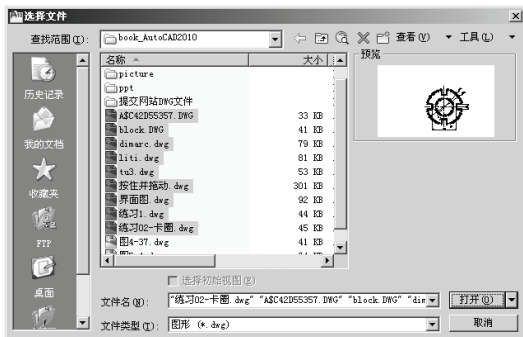 选择文件
查找范围(I): book_AutoCAD2010 查看(V) 工具(L)
名称 大小 预览
picture
ppt
提交网站DWG文件
A$C42D55357.DWG 33 KB
block.DWG 41 KB
dimarc.dwg 79 KB
liti.dwg 81 KB
tu3.dwg 53 KB
按住并拖动.dwg 301 KB
界面图.dwg 92 KB
练习1.dwg 44 KB
练习02-卡圈.dwg 45 KB
图4-37.dwg 41 KB
历史记录
我的文档
收藏夹
FTP
桌面
选择初始视图(E)
文件名(N): "练习02-卡圈.dwg" "A$C42D55357.DWG" "block.DWG" "dim 打开(O)
文件类型(T): 图形 (*.dwg) 取消